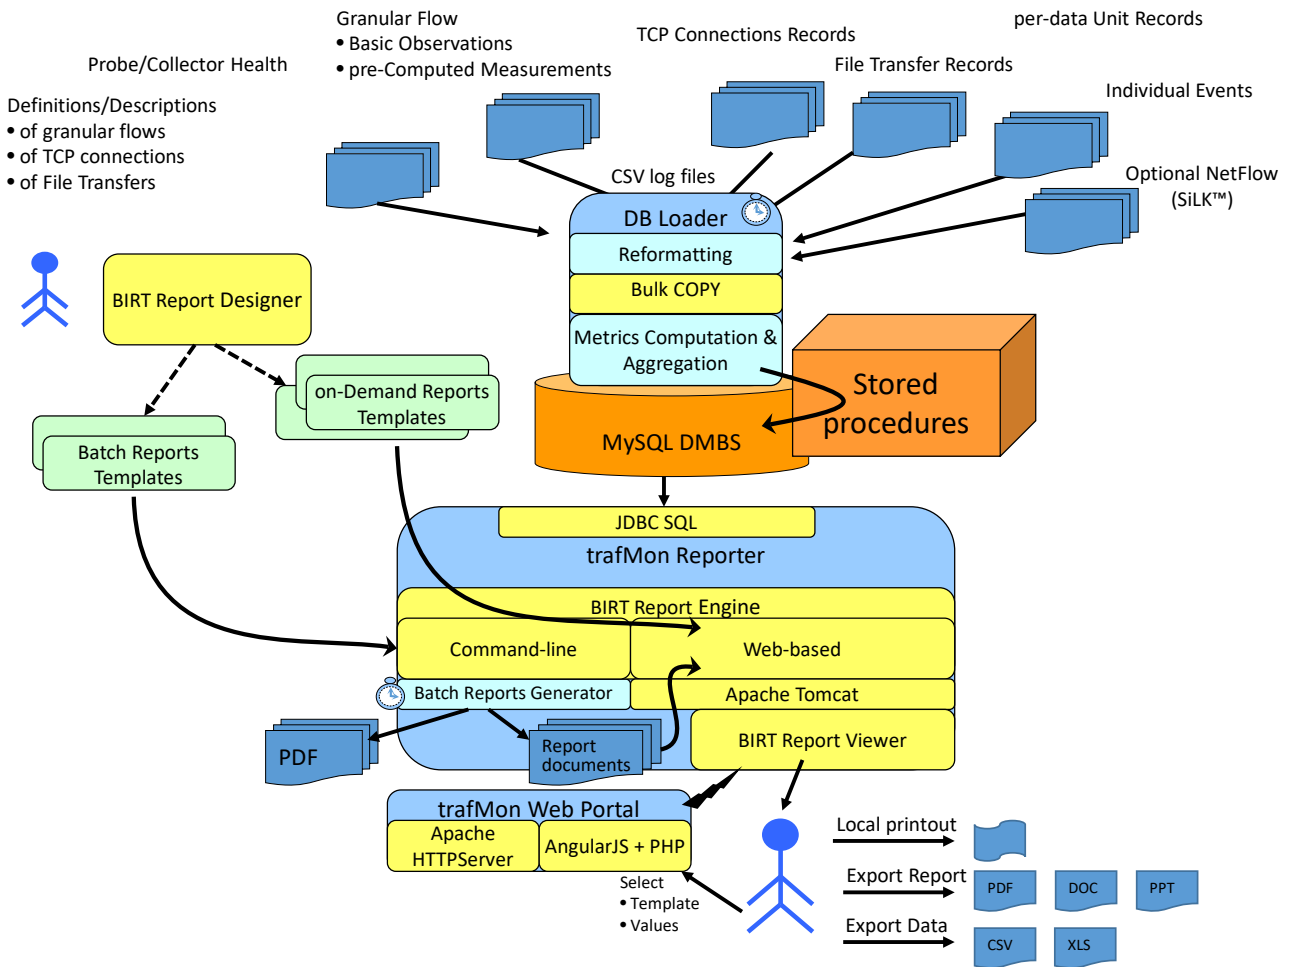 Granular Flow
• Basic Observations
• pre-Computed Measurements
TCP Connections Records
per-data Unit Records
File Transfer Records
Probe/Collector Health
Individual Events
Definitions/Descriptions
• of granular flows
• of TCP connections
• of File Transfers
CSV log files
Optional NetFlow
(SiLK™)
DB Loader
Reformatting
Bulk COPY
Metrics Computation &
Aggregation
BIRT Report Designer
Stored
procedures
on-Demand Reports
Templates
MySQL DMBS
Batch Reports
Templates
JDBC SQL
trafMon Reporter
BIRT Report Engine
Command-line
Web-based
Batch Reports Generator
Apache Tomcat
PDF
Report
documents
BIRT Report Viewer
trafMon Web Portal
Apache
HTTPServer
AngularJS + PHP
Select
• Template
• Values
Local printout
Export Report
PDF
DOC
PPT
Export Data
CSV
XLS